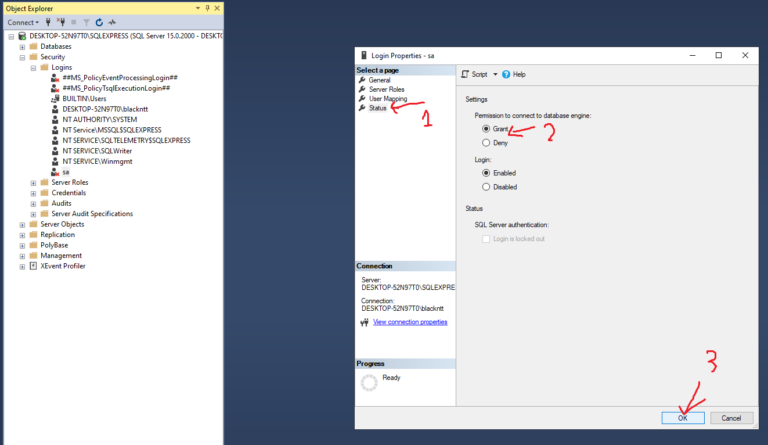 Object Explorer
Connect
DESKTOP-52N97T0\SQLEXPRESS (SQL Server 15.0.2000 - DESKTO
Databases
Security
Logins
##MS_PolicyEventProcessingLogin##
##MS_PolicyTsqlExecutionLogin##
BUILTIN\Users
DESKTOP-52N97T0\blackntt
NT AUTHORITY\SYSTEM
NT Service\MSSQL$SQLEXPRESS
NT SERVICE\SQLTELEMETRY$SQLEXPRESS
NT SERVICE\SQLWriter
NT SERVICE\Winmgmt
sa
Server Roles
Credentials
Audits
Server Audit Specifications
Server Objects
Replication
PolyBase
Management
XEvent Profiler
Login Properties - sa
Select a page
General
Server Roles
User Mapping
Status
1
Script
Help
Settings
Permission to connect to database engine:
Grant
2
Deny
Login:
Enabled
Disabled
Status
SQL Server authentication:
Login is locked out
Connection
Server:
DESKTOP-52N97T0\SQLEXPRE
Connection:
DESKTOP-52N97T0\blackntt
View connection properties
Progress
Ready
3
OK
Cancel